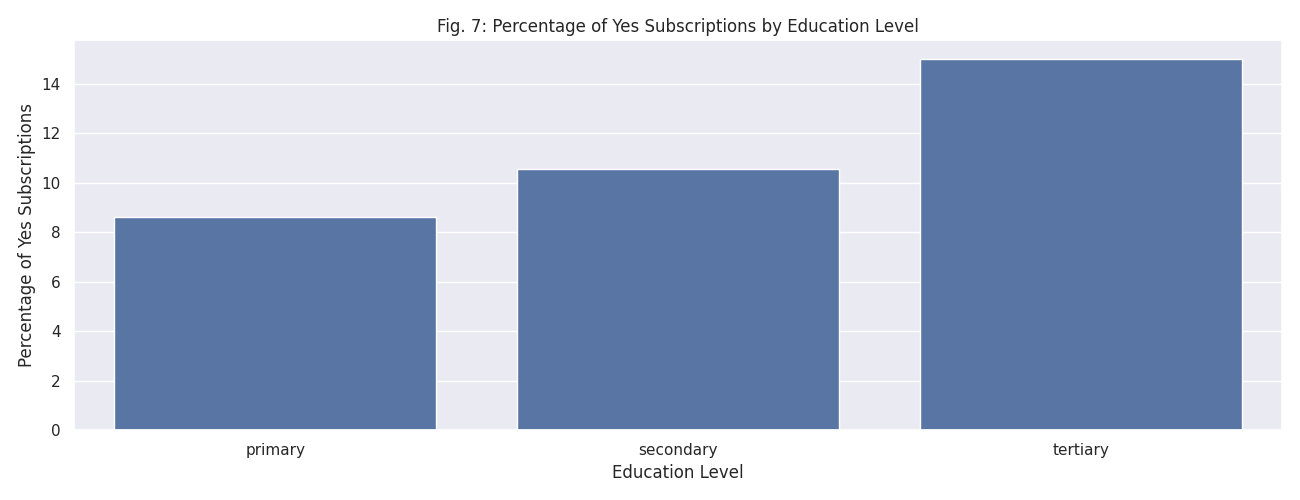 Fig. 7: Percentage of Yes Subscriptions by Education Level
Percentage of Yes Subscriptions
14
12
10
8
6
4
2
0
primary secondary tertiary
Education Level